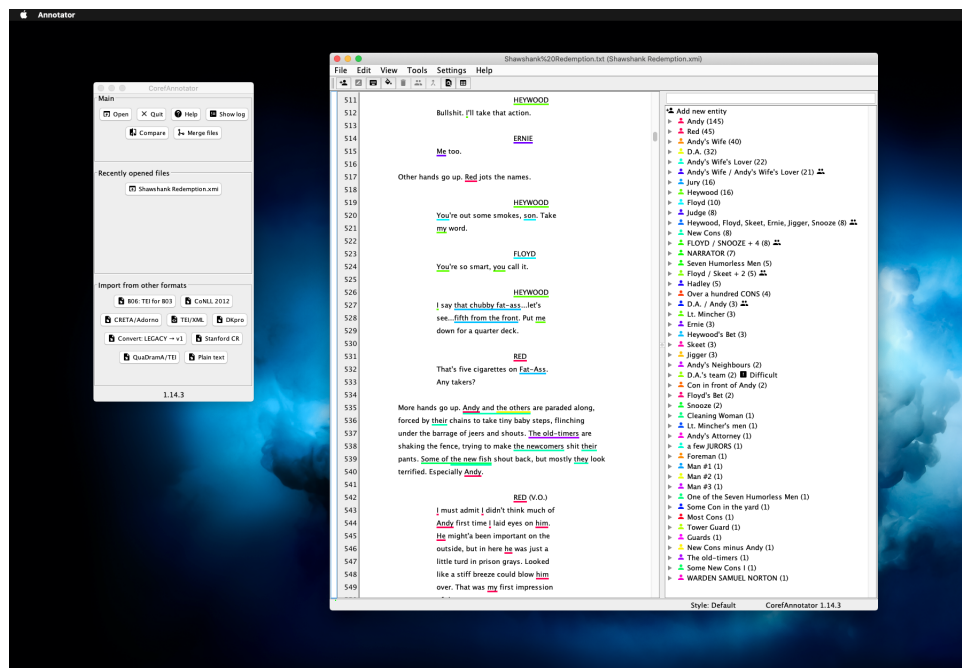 Annotator
CorefAnnotator
Main
Open
Quit
Help
Show log
Compare
Merge files
Recently opened files
Shawshank Redemption.xmi
Import from other formats
806: TEI for 803
CoNLL 2012
CRETA/Adorno
TEI/XML
DKpro
Convert: LEGACY → v1
Stanford CR
QuaDramA/TEI
Plain text
1.14.3
Shawshank%20Redemption.txt (Shawshank Redemption.xmi)
File Edit View Tools Settings Help
511 HEYWOOD
512 Bullshit. I'll take that action.
513
514 ERNIE
515 Me too.
516
517 Other hands go up. Red jots the names.
518
519 HEYWOOD
520 You're out some smokes, son. Take
521 my word.
522
523 FLOYD
524 You're so smart, you call it.
525
526 HEYWOOD
527 I say that chubby fat-ass...let's
528 see...fifth from the front. Put me
529 down for a quarter deck.
530
531 RED
532 That's five cigarettes on Fat-Ass.
533 Any takers?
534
535 More hands go up. Andy and the others are paraded along,
536 forced by their chains to take tiny baby steps, flinching
537 under the barrage of jeers and shouts. The old-timers are
538 shaking the fence, trying to make the newcomers shit their
539 pants. Some of the new fish shout back, but mostly they look
540 terrified. Especially Andy.
541
542 RED (V.O.)
543 I must admit I didn't think much of
544 Andy first time I laid eyes on him.
545 He might'a been important on the
546 outside, but in here he was just a
547 little turd in prison grays. Looked
548 like a stiff breeze could blow him
549 over. That was my first impression
Add new entity
Andy (145)
Red (45)
Andy's Wife (40)
D.A. (32)
Andy's Wife's Lover (22)
Andy's Wife / Andy's Wife's Lover (21)
Jury (16)
Heywood (16)
Floyd (10)
Judge (8)
Heywood, Floyd, Skeet, Ernie, Jigger, Snooze (8)
New Cons (8)
FLOYD / SNOOZE + 4 (8)
NARRATOR (7)
Seven Humorless Men (5)
Floyd / Skeet + 2 (5)
Hadley (5)
Over a hundred CONS (4)
D.A. / Andy (3)
Lt. Mincher (3)
Ernie (3)
Heywood's Bet (3)
Skeet (3)
Jigger (3)
Andy's Neighbours (2)
D.A.'s team (2) Difficult
Con in front of Andy (2)
Floyd's Bet (2)
Snooze (2)
Cleaning Woman (1)
Lt. Mincher's men (1)
Andy's Attorney (1)
a few JURORS (1)
Foreman (1)
Man #1 (1)
Man #2 (1)
Man #3 (1)
One of the Seven Humorless Men (1)
Some Con in the yard (1)
Most Cons (1)
Tower Guard (1)
Guards (1)
New Cons minus Andy (1)
The old-timers (1)
Some New Cons I (1)
WARDEN SAMUEL NORTON (1)
Style: Default CorefAnnotator 1.14.3